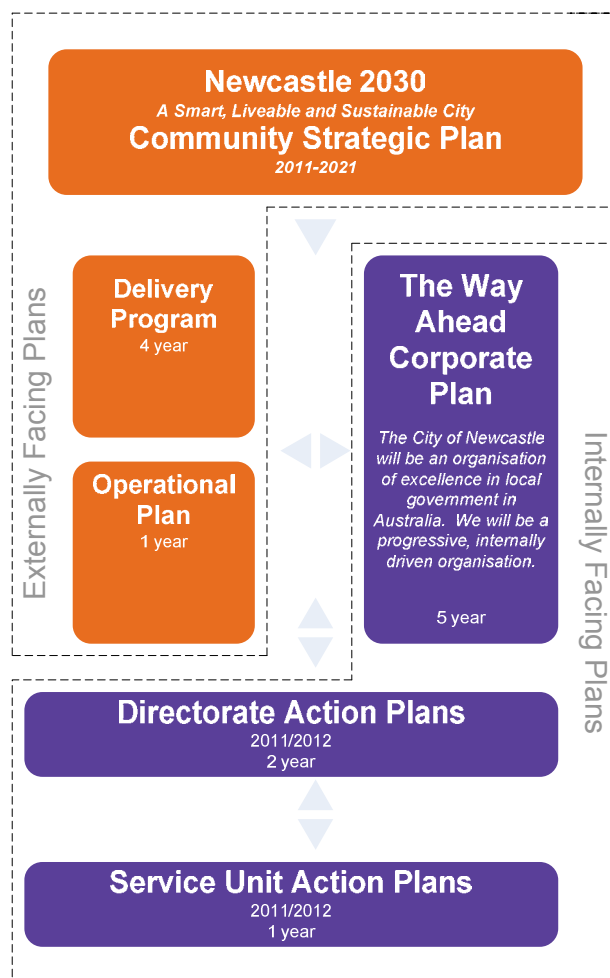 Newcastle 2030
A Smart, Liveable and Sustainable City
Community Strategic Plan
2011-2021
Externally Facing Plans
Delivery
Program
4 year
Operational
Plan
1 year
The Way
Ahead
Corporate
Plan
The City of Newcastle
will be an organisation
of excellence in local
government in
Australia. We will be a
progressive, internally
driven organisation.
5 year
Internally Facing Plans
Directorate Action Plans
2011/2012
2 year
Service Unit Action Plans
2011/2012
1 year